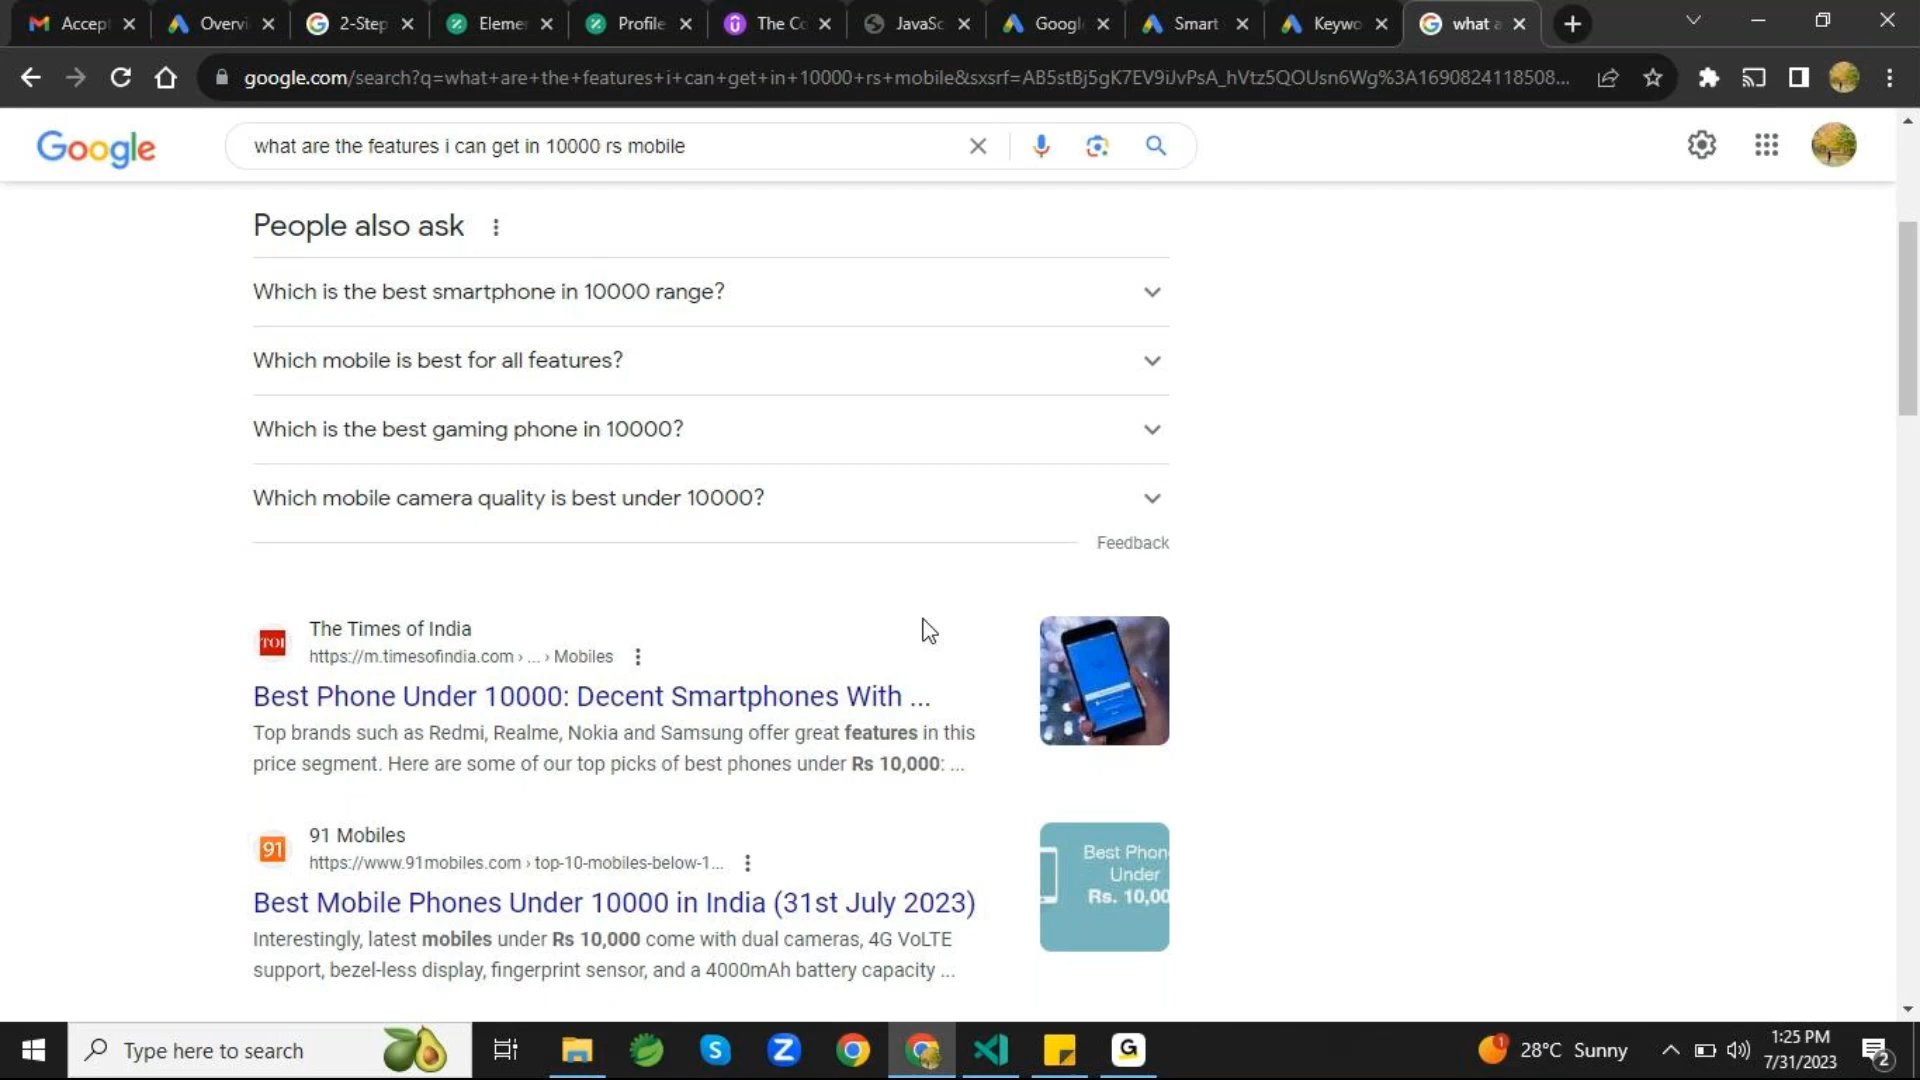 Accep
Overvi
2-Step
Eleme
Profile
The Co
JavaSc
Googl
Smart
Keywo
what a
google.com/search?q=what+are+the+features+i+can+get+in+10000+rs+mobile&sxsrf=AB5stBj5gK7EV9iJvPsA_hVtz5QOUsn6Wg%3A1690824118508...
Google
what are the features i can get in 10000 rs mobile
People also ask
Which is the best smartphone in 10000 range?
Which mobile is best for all features?
Which is the best gaming phone in 10000?
Which mobile camera quality is best under 10000?
Feedback
TOI
The Times of India
https://m.timesofindia.com › ... › Mobiles
Best Phone Under 10000: Decent Smartphones With ...
Top brands such as Redmi, Realme, Nokia and Samsung offer great features in this
price segment. Here are some of our top picks of best phones under Rs 10,000: ...
91
91 Mobiles
https://www.91mobiles.com › top-10-mobiles-below-1...
Best Mobile Phones Under 10000 in India (31st July 2023)
Interestingly, latest mobiles under Rs 10,000 come with dual cameras, 4G VoLTE
support, bezel-less display, fingerprint sensor, and a 4000mAh battery capacity ...
Best Phon
Under
Rs. 10,00
Type here to search
28°C Sunny
1:25 PM
7/31/2023
2